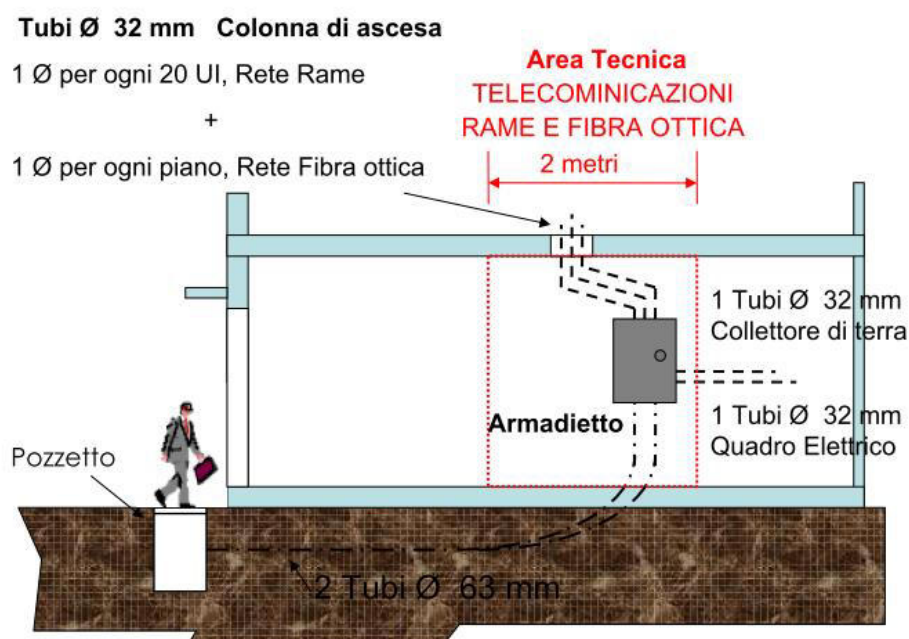 Tubi Ø 32 mm Colonna di ascesa
1 Ø per ogni 20 UI, Rete Rame
+
1 Ø per ogni piano, Rete Fibra ottica
Area Tecnica
TELECOMINICAZIONI
RAME E FIBRA OTTICA
2 metri
1 Tubi Ø 32 mm
Collettore di terra
Armadietto
1 Tubi Ø 32 mm
Quadro Elettrico
Pozzetto
2 Tubi Ø 63 mm